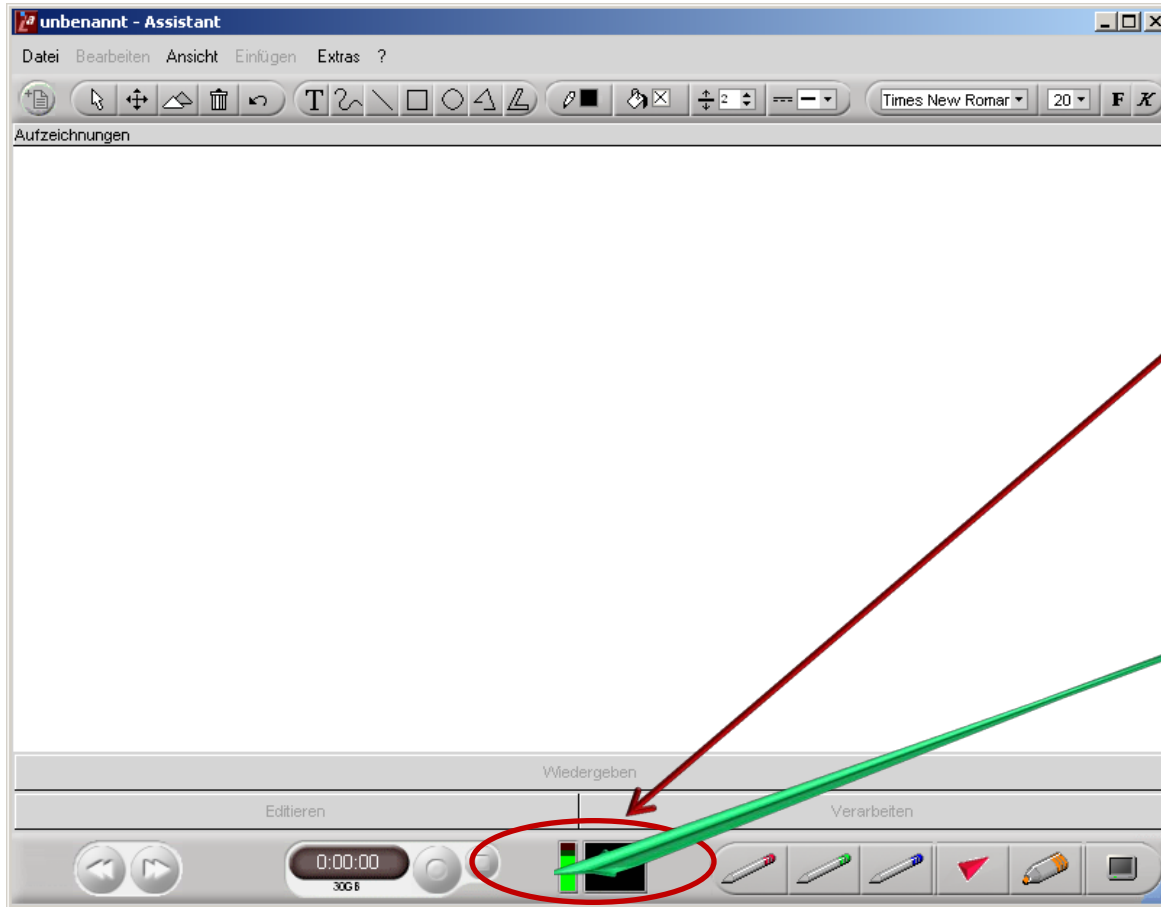 unbenannt - Assistant
Datei Bearbeiten Ansicht Einfügen Extras ?
T 2 Times New Romar 20 F K
Aufzeichnungen
Wiedergeben
Editieren Verarbeiten
0:00:00
30GB